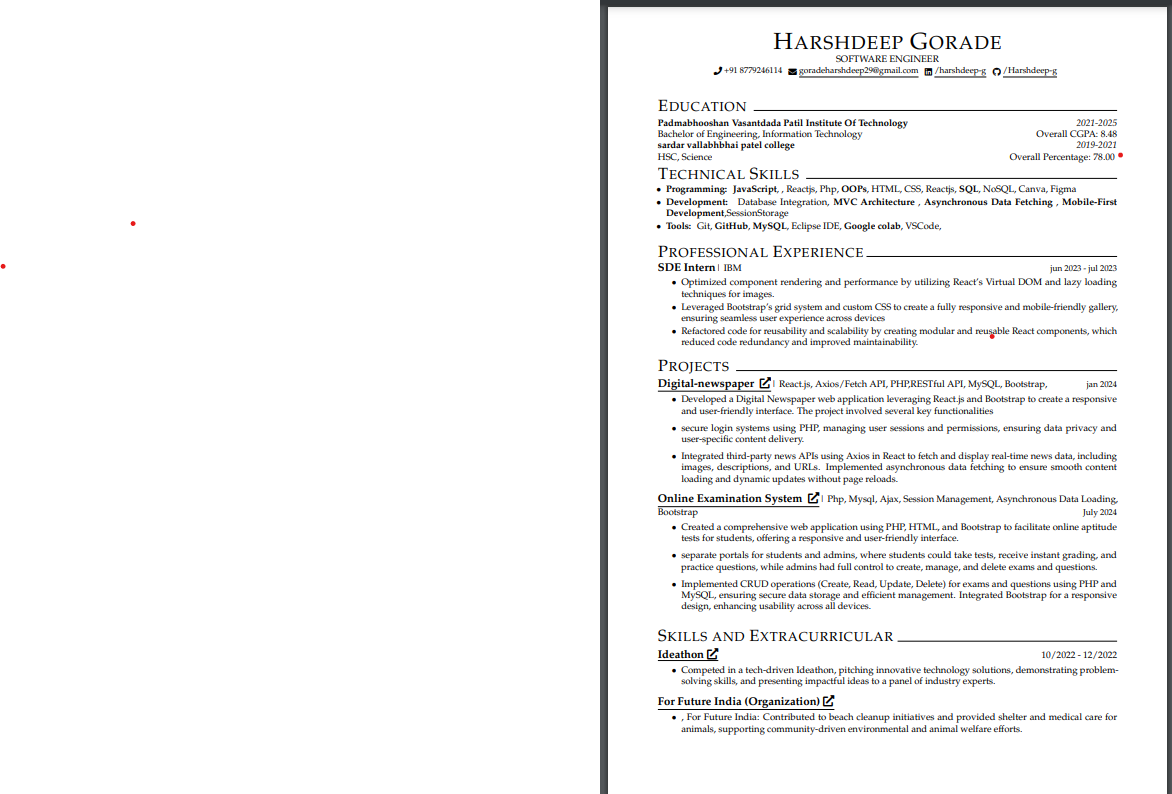 HARSHDEEP GORADE
SOFTWARE ENGINEER
+91 8779246114 goradeharshdeep29@gmail.com /harshdeep-g /Harshdeep-g
EDUCATION
Padmabhooshan Vasantdada Patil Institute Of Technology 2021-2025
Bachelor of Engineering, Information Technology Overall CGPA: 8.48
sardar vallabhbhai patel college 2019-2021
HSC, Science Overall Percentage: 78.00
TECHNICAL SKILLS
• Programming: JavaScript, , Reactjs, Php, OOPs, HTML, CSS, Reactjs, SQL, NoSQL, Canva, Figma
• Development: Database Integration, MVC Architecture , Asynchronous Data Fetching , Mobile-First
Development,SessionStorage
• Tools: Git, GitHub, MySQL, Eclipse IDE, Google colab, VSCode,
PROFESSIONAL EXPERIENCE
SDE Intern | IBM jun 2023 - jul 2023
• Optimized component rendering and performance by utilizing React's Virtual DOM and lazy loading
techniques for images.
• Leveraged Bootstrap's grid system and custom CSS to create a fully responsive and mobile-friendly gallery,
ensuring seamless user experience across devices
• Refactored code for reusability and scalability by creating modular and reusable React components, which
reduced code redundancy and improved maintainability.
PROJECTS
Digital-newspaper | React.js, Axios/Fetch API, PHP,RESTful API, MySQL, Bootstrap, jan 2024
• Developed a Digital Newspaper web application leveraging React.js and Bootstrap to create a responsive
and user-friendly interface. The project involved several key functionalities
• secure login systems using PHP, managing user sessions and permissions, ensuring data privacy and
user-specific content delivery.
• Integrated third-party news APIs using Axios in React to fetch and display real-time news data, including
images, descriptions, and URLs. Implemented asynchronous data fetching to ensure smooth content
loading and dynamic updates without page reloads.
Online Examination System | Php, Mysql, Ajax, Session Management, Asynchronous Data Loading,
Bootstrap July 2024
• Created a comprehensive web application using PHP, HTML, and Bootstrap to facilitate online aptitude
tests for students, offering a responsive and user-friendly interface.
• separate portals for students and admins, where students could take tests, receive instant grading, and
practice questions, while admins had full control to create, manage, and delete exams and questions.
• Implemented CRUD operations (Create, Read, Update, Delete) for exams and questions using PHP and
MySQL, ensuring secure data storage and efficient management. Integrated Bootstrap for a responsive
design, enhancing usability across all devices.
SKILLS AND EXTRACURRICULAR
Ideathon 10/2022 - 12/2022
• Competed in a tech-driven Ideathon, pitching innovative technology solutions, demonstrating problem-
solving skills, and presenting impactful ideas to a panel of industry experts.
For Future India (Organization)
• , For Future India: Contributed to beach cleanup initiatives and provided shelter and medical care for
animals, supporting community-driven environmental and animal welfare efforts.